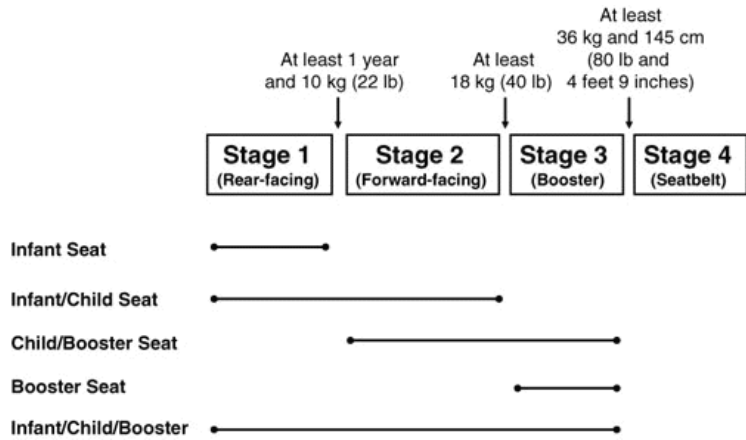 At least
36 kg and 145 cm
(80 lb and
4 feet 9 inches)
At least 1 year
and 10 kg (22 lb)
At least
18 kg (40 lb)
Stage 1
(Rear-facing)
Stage 2
(Forward-facing)
Stage 3
(Booster)
Stage 4
(Seatbelt)
Infant Seat
Infant/Child Seat
Child/Booster Seat
Booster Seat
Infant/Child/Booster